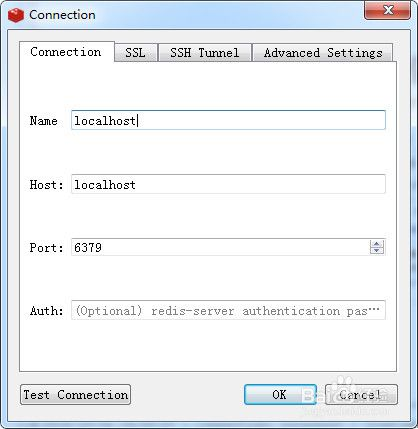 Connection
Connection SSL SSH Tunnel Advanced Settings
Name localhost
Host: localhost
Port: 6379
Auth: (Optional) redis-server authentication pas…
Test Connection OK Cancel